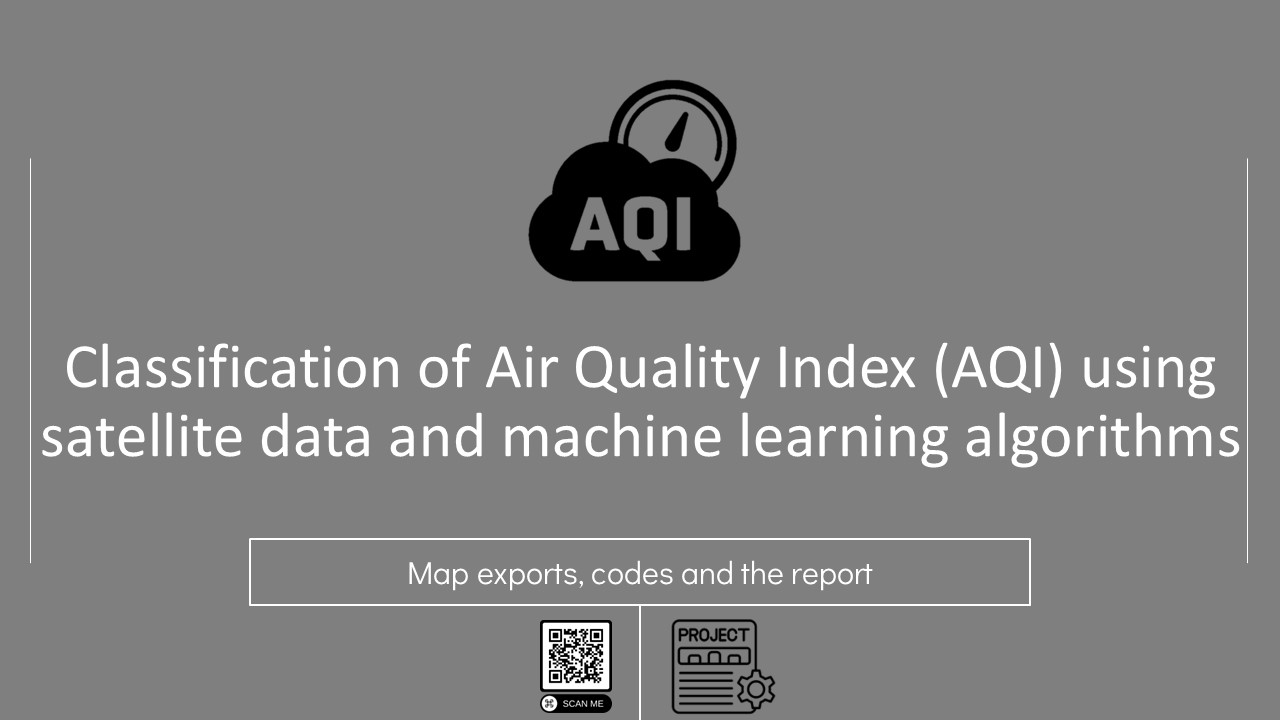 AQI
Classification of Air Quality Index (AQI) using
satellite data and machine learning algorithms
Map exports, codes and the report
SCAN ME
PROJECT